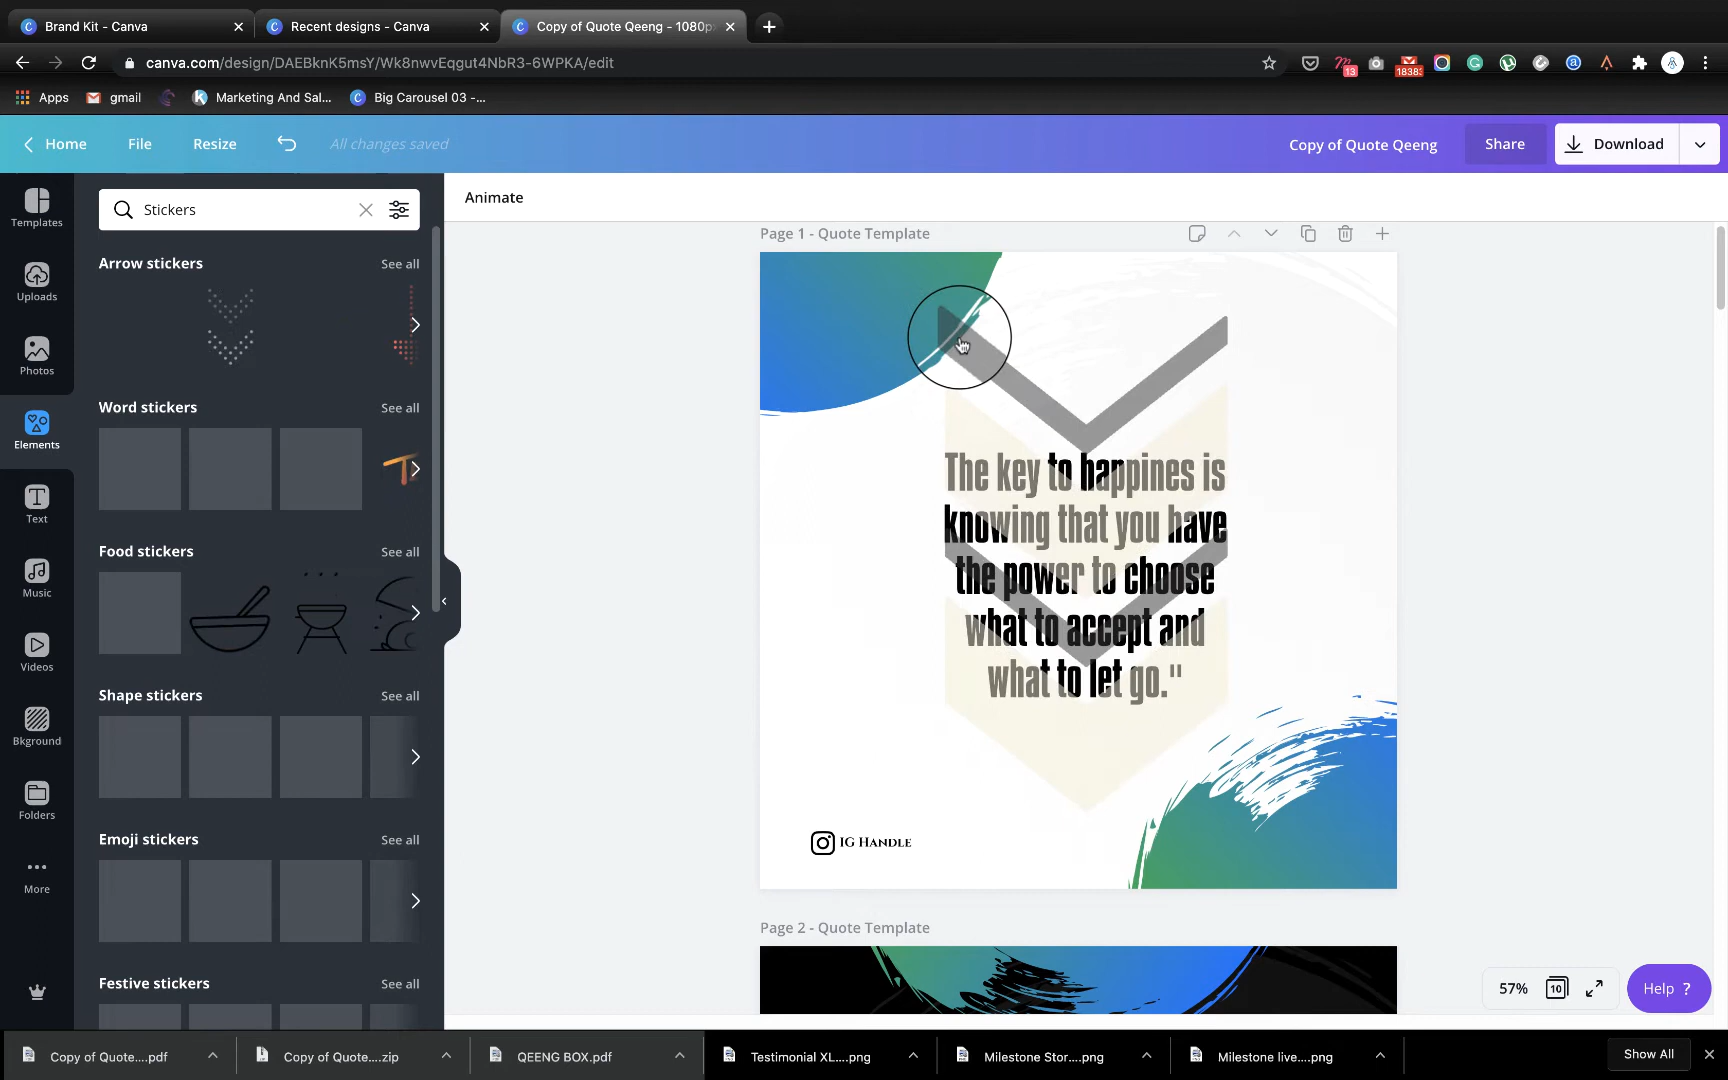 Brand Kit - Canva
Recent designs - Canva
Copy of Quote Qeeng - 1080p
canva.com/design/DAEBknK5msY/Wk8nwvEqgut4NbR3-6WPKA/edit
13
1838
Apps
gmail
Marketing And Sal...
Big Carousel 03 -...
Home
File
Resize
All changes saved
Copy of Quote Qeeng
Share
Download
Templates
Uploads
Photos
Elements
Text
Music
Videos
Bkground
Folders
More
Stickers
Arrow stickers
See all
Word stickers
See all
Food stickers
See all
Shape stickers
See all
Emoji stickers
See all
Festive stickers
See all
Animate
Page 1 - Quote Template
The key to happines is
knowing that you have
the power to choose
what to accept and
what to let go."
IG Handle
Page 2 - Quote Template
57%
10
Help ?
Copy of Quote....pdf
Copy of Quote....zip
QEENG BOX.pdf
Testimonial XL....png
Milestone Stor....png
Milestone live....png
Show All